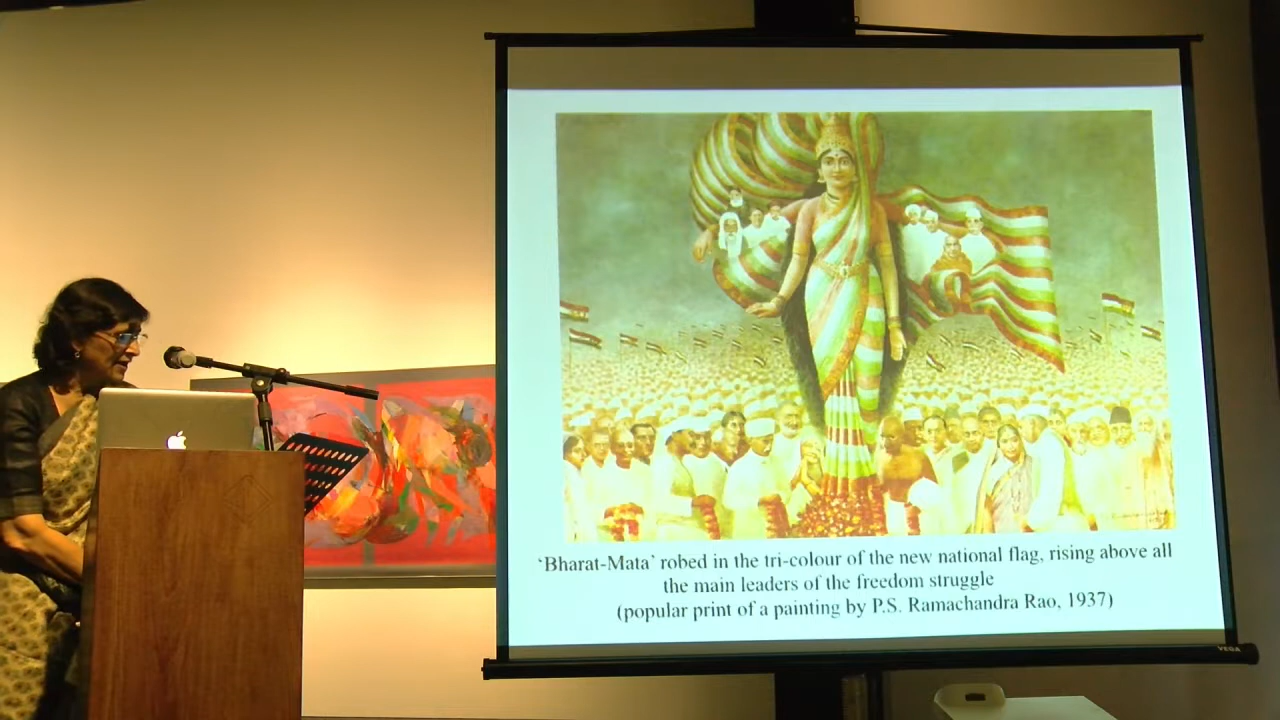 'Bharat-Mata' robed in the tri-colour of the new national flag, rising above all
the main leaders of the freedom struggle
(popular print of a painting by P.S. Ramachandra Rao, 1937)
VEGA